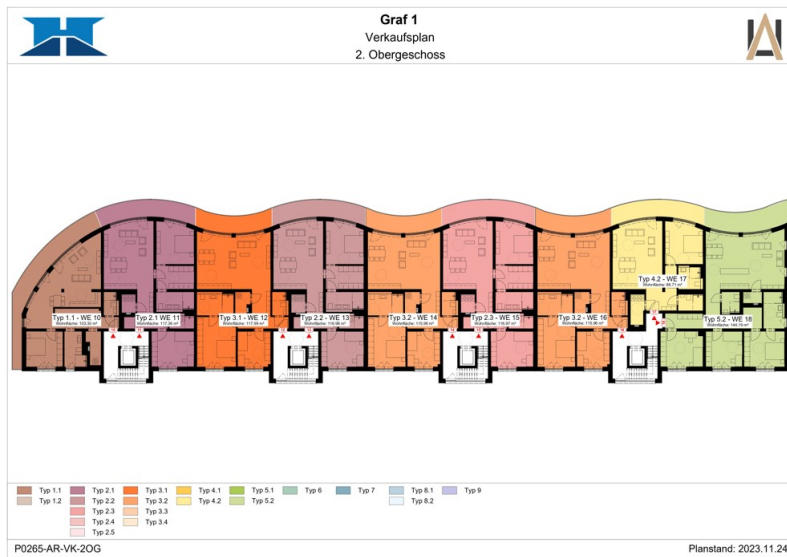 Graf 1
Verkaufsplan
2. Obergeschoss
Typ 4.2 - WE 17
Typ 1.1 - WE 10
Typ 2.1 WE 11
Typ 3.1 - WE 12
Typ 2.2 - WE 13
Typ 3.2 - WE 14
Typ 2.3 - WE 15
Typ 3.2 - WE 16
Typ 5.2 - WE 18
Typ 1.1
Typ 2.1
Typ 3.1
Typ 4.1
Typ 5.1
Typ 6
Typ 7
Typ 8.1
Typ 9
Typ 1.2
Typ 2.2
Typ 3.2
Typ 4.2
Typ 5.2
Typ 8.2
Typ 2.3
Typ 3.3
Typ 2.4
Typ 3.4
Typ 2.5
P0265-AR-VK-2OG
Planstand: 2023.11.24